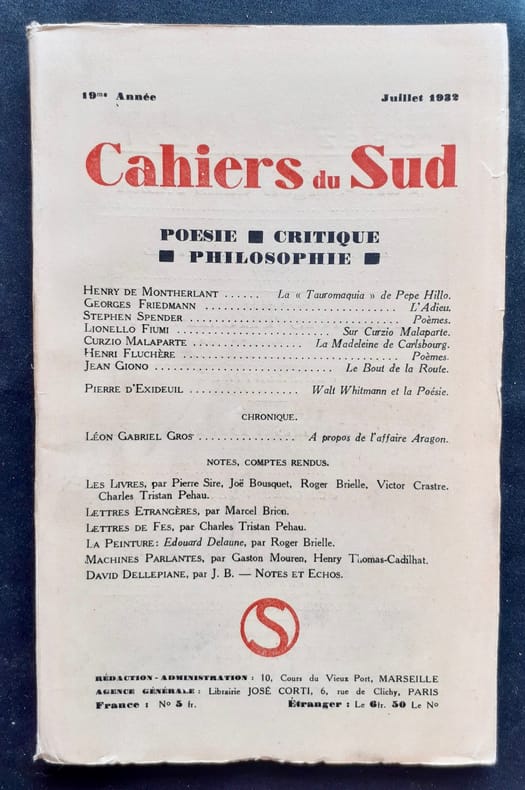 19me Année Juillet 1932
Cahiers du Sud
POESIE ■ CRITIQUE
■ PHILOSOPHIE ■
HENRY DE MONTHERLANT ...... La « Tauromaquia » de Pepe Hillo.
GEORGES FRIEDMANN ........ L'Adieu.
STEPHEN SPENDER ........ Poèmes.
LIONELLO FIUMI ........ Sur Curzio Malaparte.
CURZIO MALAPARTE ........ La Madeleine de Carlsbourg.
HENRI FLUCHÈRE ........ Poèmes.
JEAN GIONO ........ Le Bout de la Route.
PIERRE D'EXIDEUIL ........ Walt Whitmann et la Poésie.
CHRONIQUE.
LÉON GABRIEL GROS ........ A propos de l'affaire Aragon.
NOTES, COMPTES RENDUS.
LES LIVRES, par Pierre Sire, Joë Bousquet, Roger Brielle, Victor Crastre.
Charles Tristan Pehau.
LETTRES ETRANGÈRES, par Marcel Brion.
LETTRES DE FES, par Charles Tristan Pehau.
LA PEINTURE : Edouard Delaune, par Roger Brielle.
MACHINES PARLANTES, par Gaston Mouren, Henry Thomas-Cadilhat.
DAVID DELLEPIANE, par J. B. — NOTES ET ECHOS.
S
RÉDACTION-ADMINISTRATION : 10, Cours du Vieux Port, MARSEILLE
AGENCE GÉNÉRALE : Librairie JOSÉ CORTI, 6, rue de Clichy, PARIS
France : No 5 fr. Étranger : Le 6fr. 50 Le No